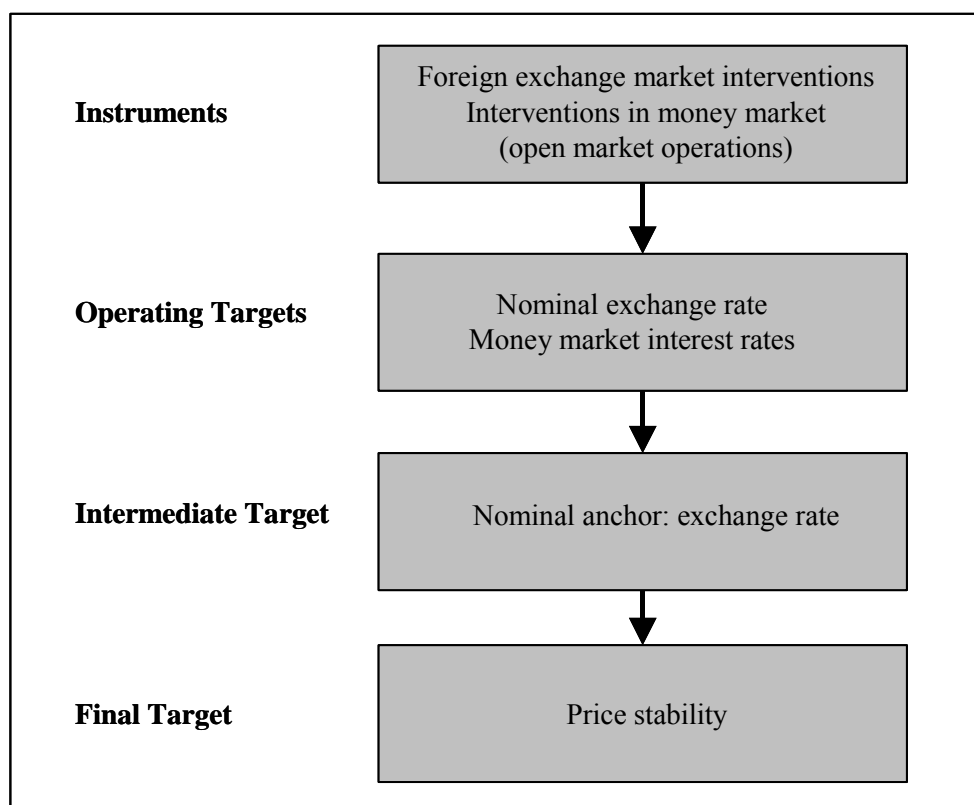 Instruments
Foreign exchange market interventions
Interventions in money market
(open market operations)
Operating Targets
Nominal exchange rate
Money market interest rates
Intermediate Target
Nominal anchor: exchange rate
Final Target
Price stability